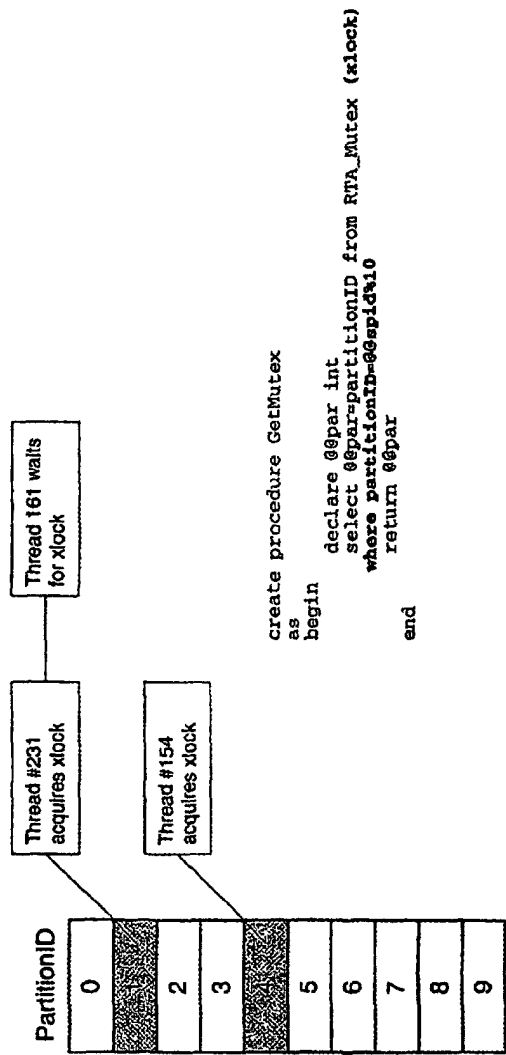 PartitionID
0
2
3
5
6
7
8
9
Thread #231
acquires xlock
Thread 161 waits
for xlock
Thread #154
acquires xlock
create procedure GetMutex
as
begin
declare @@par int
select @@par=partitionID from RTA_Mutex (xlock)
where partitionID=@@spid%10
return @@par
end